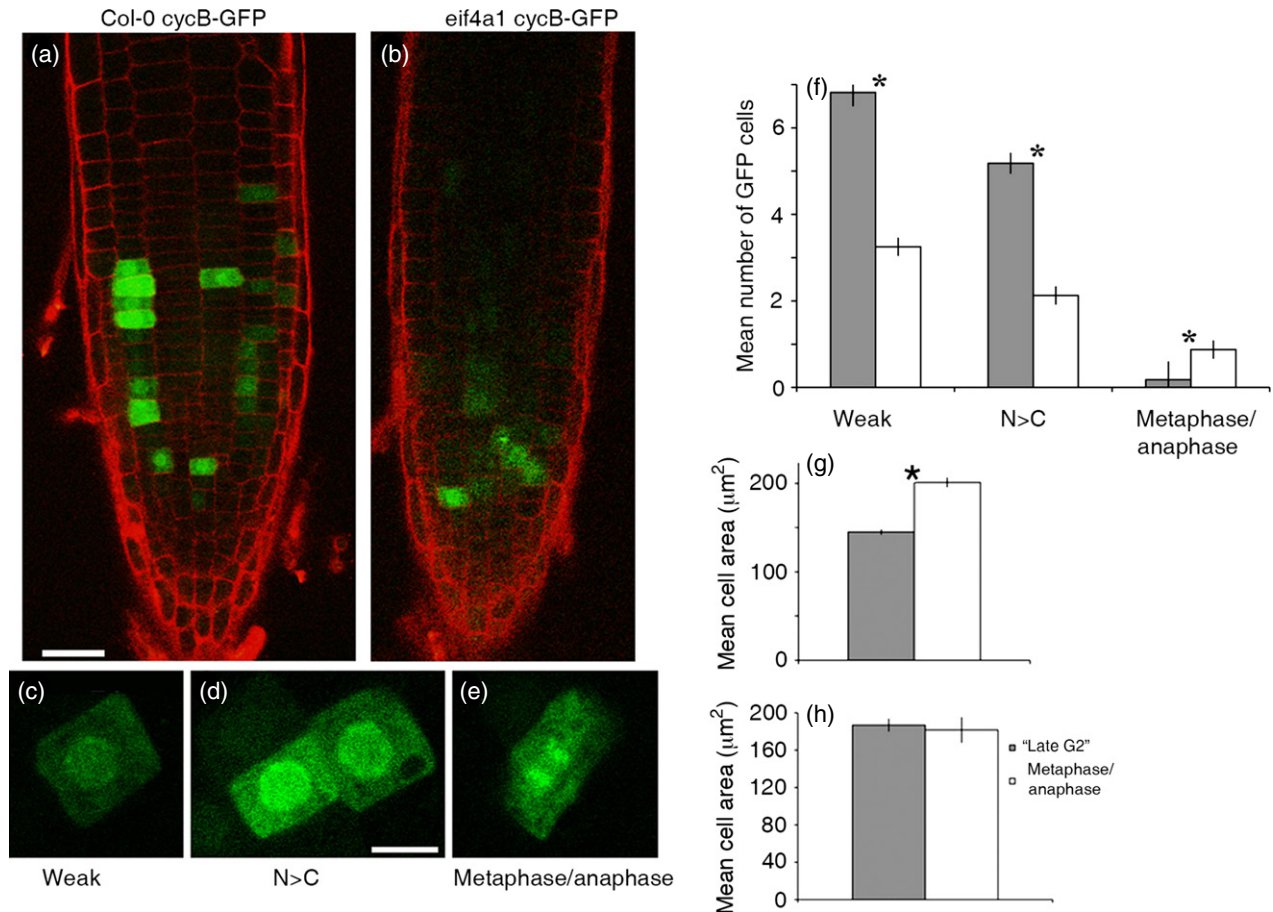 Col-0 cycB-GFP
eif4a1 cycB-GFP
(a)
(b)
(c)
(d)
(e)
Weak
N>C
Metaphase/anaphase
(f)
*
*
*
Mean number of GFP cells
6
4
2
0
Weak
N>C
Metaphase/
anaphase
(g)
*
Mean cell area (μm²)
200
100
0
(h)
Mean cell area (μm²)
200
160
120
80
40
0
"Late G2"
Metaphase/
anaphase